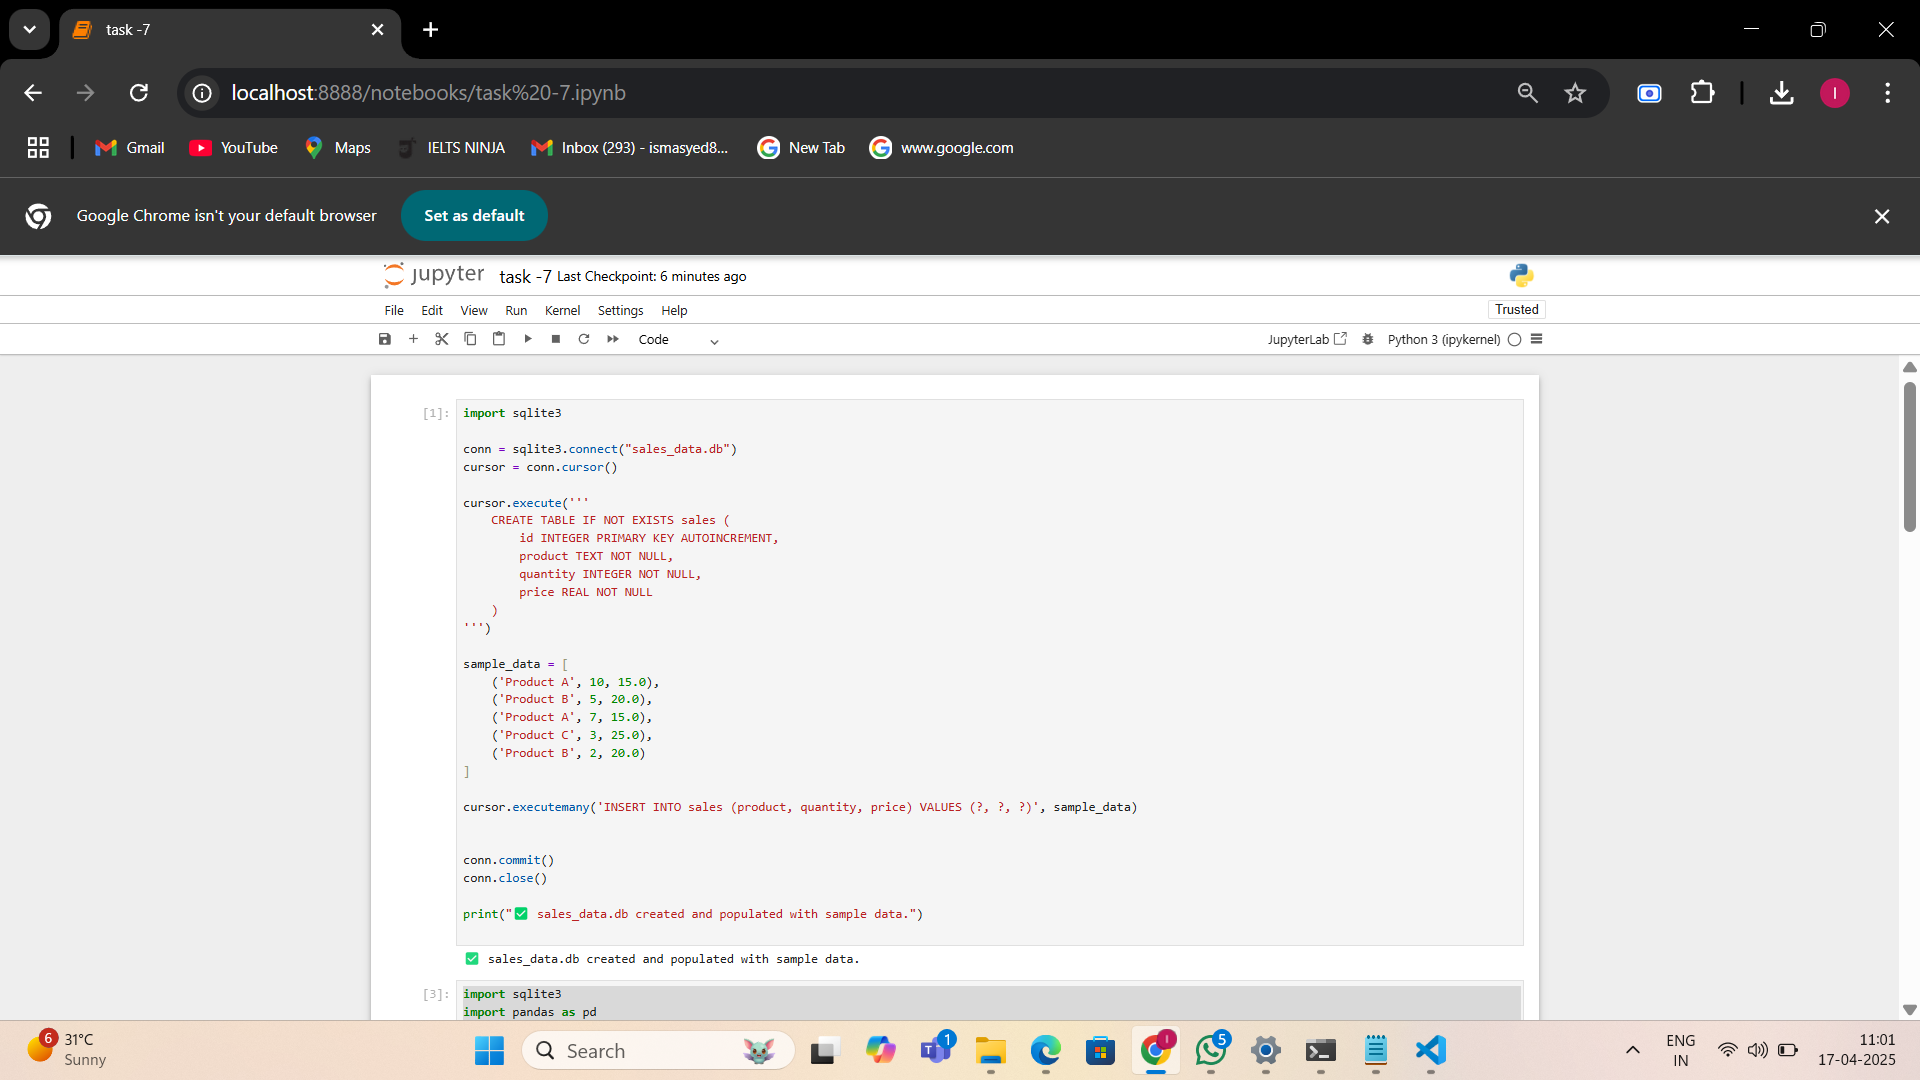 task -7
localhost:8888/notebooks/task%20-7.ipynb
I
Gmail
YouTube
Maps
IELTS NINJA
Inbox (293) - ismasyed8...
New Tab
www.google.com
Google Chrome isn't your default browser
Set as default
jupyter task -7 Last Checkpoint: 6 minutes ago
File Edit View Run Kernel Settings Help
Trusted
Code
JupyterLab
Python 3 (ipykernel)
[1]: import sqlite3
conn = sqlite3.connect("sales_data.db")
cursor = conn.cursor()
cursor.execute('''
CREATE TABLE IF NOT EXISTS sales (
id INTEGER PRIMARY KEY AUTOINCREMENT,
product TEXT NOT NULL,
quantity INTEGER NOT NULL,
price REAL NOT NULL
)
''')
sample_data = [
('Product A', 10, 15.0),
('Product B', 5, 20.0),
('Product A', 7, 15.0),
('Product C', 3, 25.0),
('Product B', 2, 20.0)
]
cursor.executemany('INSERT INTO sales (product, quantity, price) VALUES (?, ?, ?)', sample_data)
conn.commit()
conn.close()
print("✅ sales_data.db created and populated with sample data.")
✅ sales_data.db created and populated with sample data.
[3]: import sqlite3
import pandas as pd
6
31°C
Sunny
Search
1
I
5
ENG
IN
11:01
17-04-2025